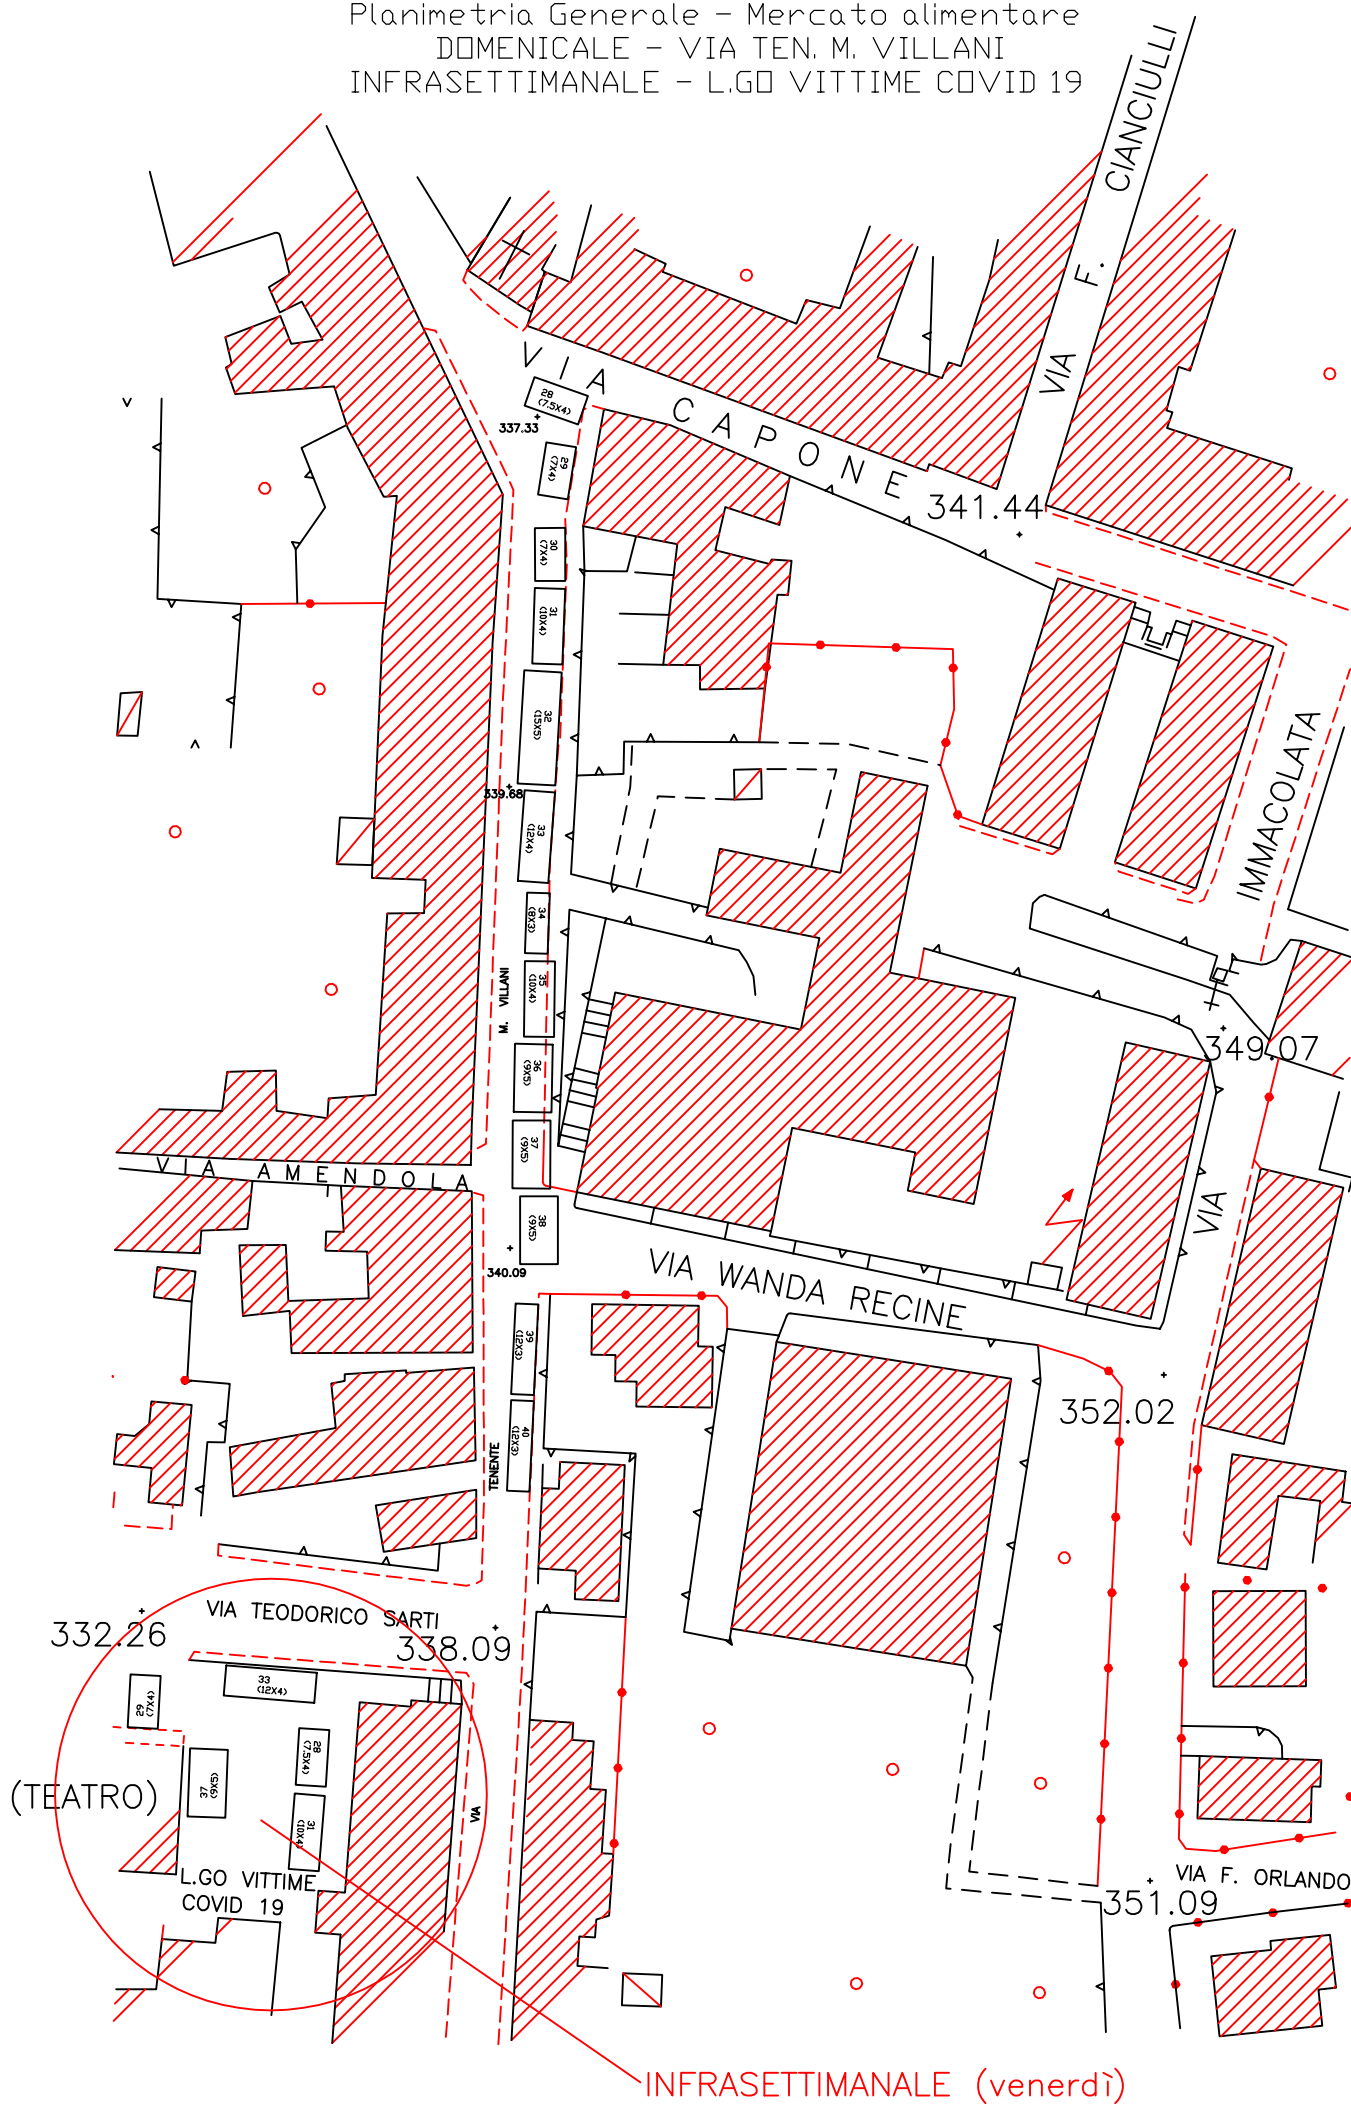 Planimetria Generale - Mercato alimentare
DOMENICALE - VIA TEN. M. VILLANI
INFRASETTIMANALE - L.GO VITTIME COVID 19
VIA F. CIANCIULLI
VIA CAPONE
28
(7.5X4)
337.33
29
(7X4)
341.44
30
(7X4)
31
(10X4)
32
(15X5)
339.68
33
(12X4)
IMMACOLATA
34
(8X3)
35
(10X4)
M. VILLANI
349.07
36
(9X5)
37
(9X5)
VIA AMENDOLA
38
(9X5)
VIA
340.09
VIA WANDA RECINE
39
(12X3)
352.02
40
(12X3)
TENENTE
VIA TEODORICO SARTI
332.26
338.09
33
(12X4)
29
(7X4)
28
(7.5X4)
37
(9X5)
(TEATRO)
31
(10X4)
VIA
L.GO VITTIME
COVID 19
VIA F. ORLANDO
351.09
INFRASETTIMANALE (venerdì)